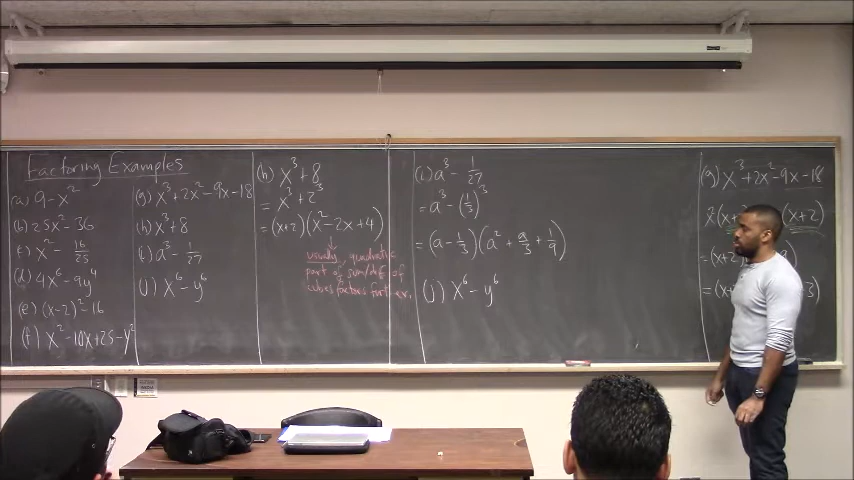 Factoring Examples
(a) 9 - x²
(b) 25x² - 36
(c) x² - 16/25
(d) 4x⁶ - 9y⁴
(e) (x-2)² - 16
(f) x² - 10x + 25 - y²
(g) x³ + 2x² - 9x - 18
(h) x³ + 8
(i) a³ - 1/27
(j) x⁶ - y⁶
(h) x³ + 8
= x³ + 2³
= (x+2)(x² - 2x + 4)
usually, quadratic
part of sum/diff of
cubes factors
(i) a³ - 1/27
= a³ - (1/3)³
= (a - 1/3)(a² + a/3 + 1/9)
(j) x⁶ - y⁶
(g) x³ + 2x² - 9x - 18
(x+2)